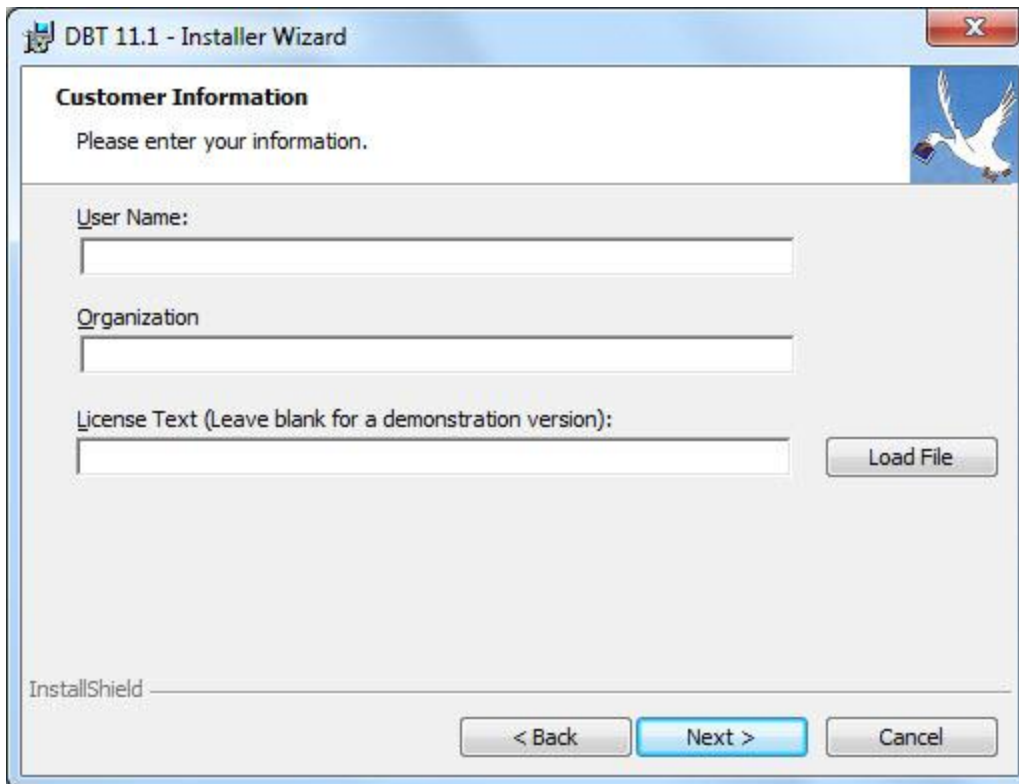 DBT 11.1 - Installer Wizard
Customer Information
Please enter your information.
User Name:
Organization
License Text (Leave blank for a demonstration version):
Load File
InstallShield
< Back Next > Cancel